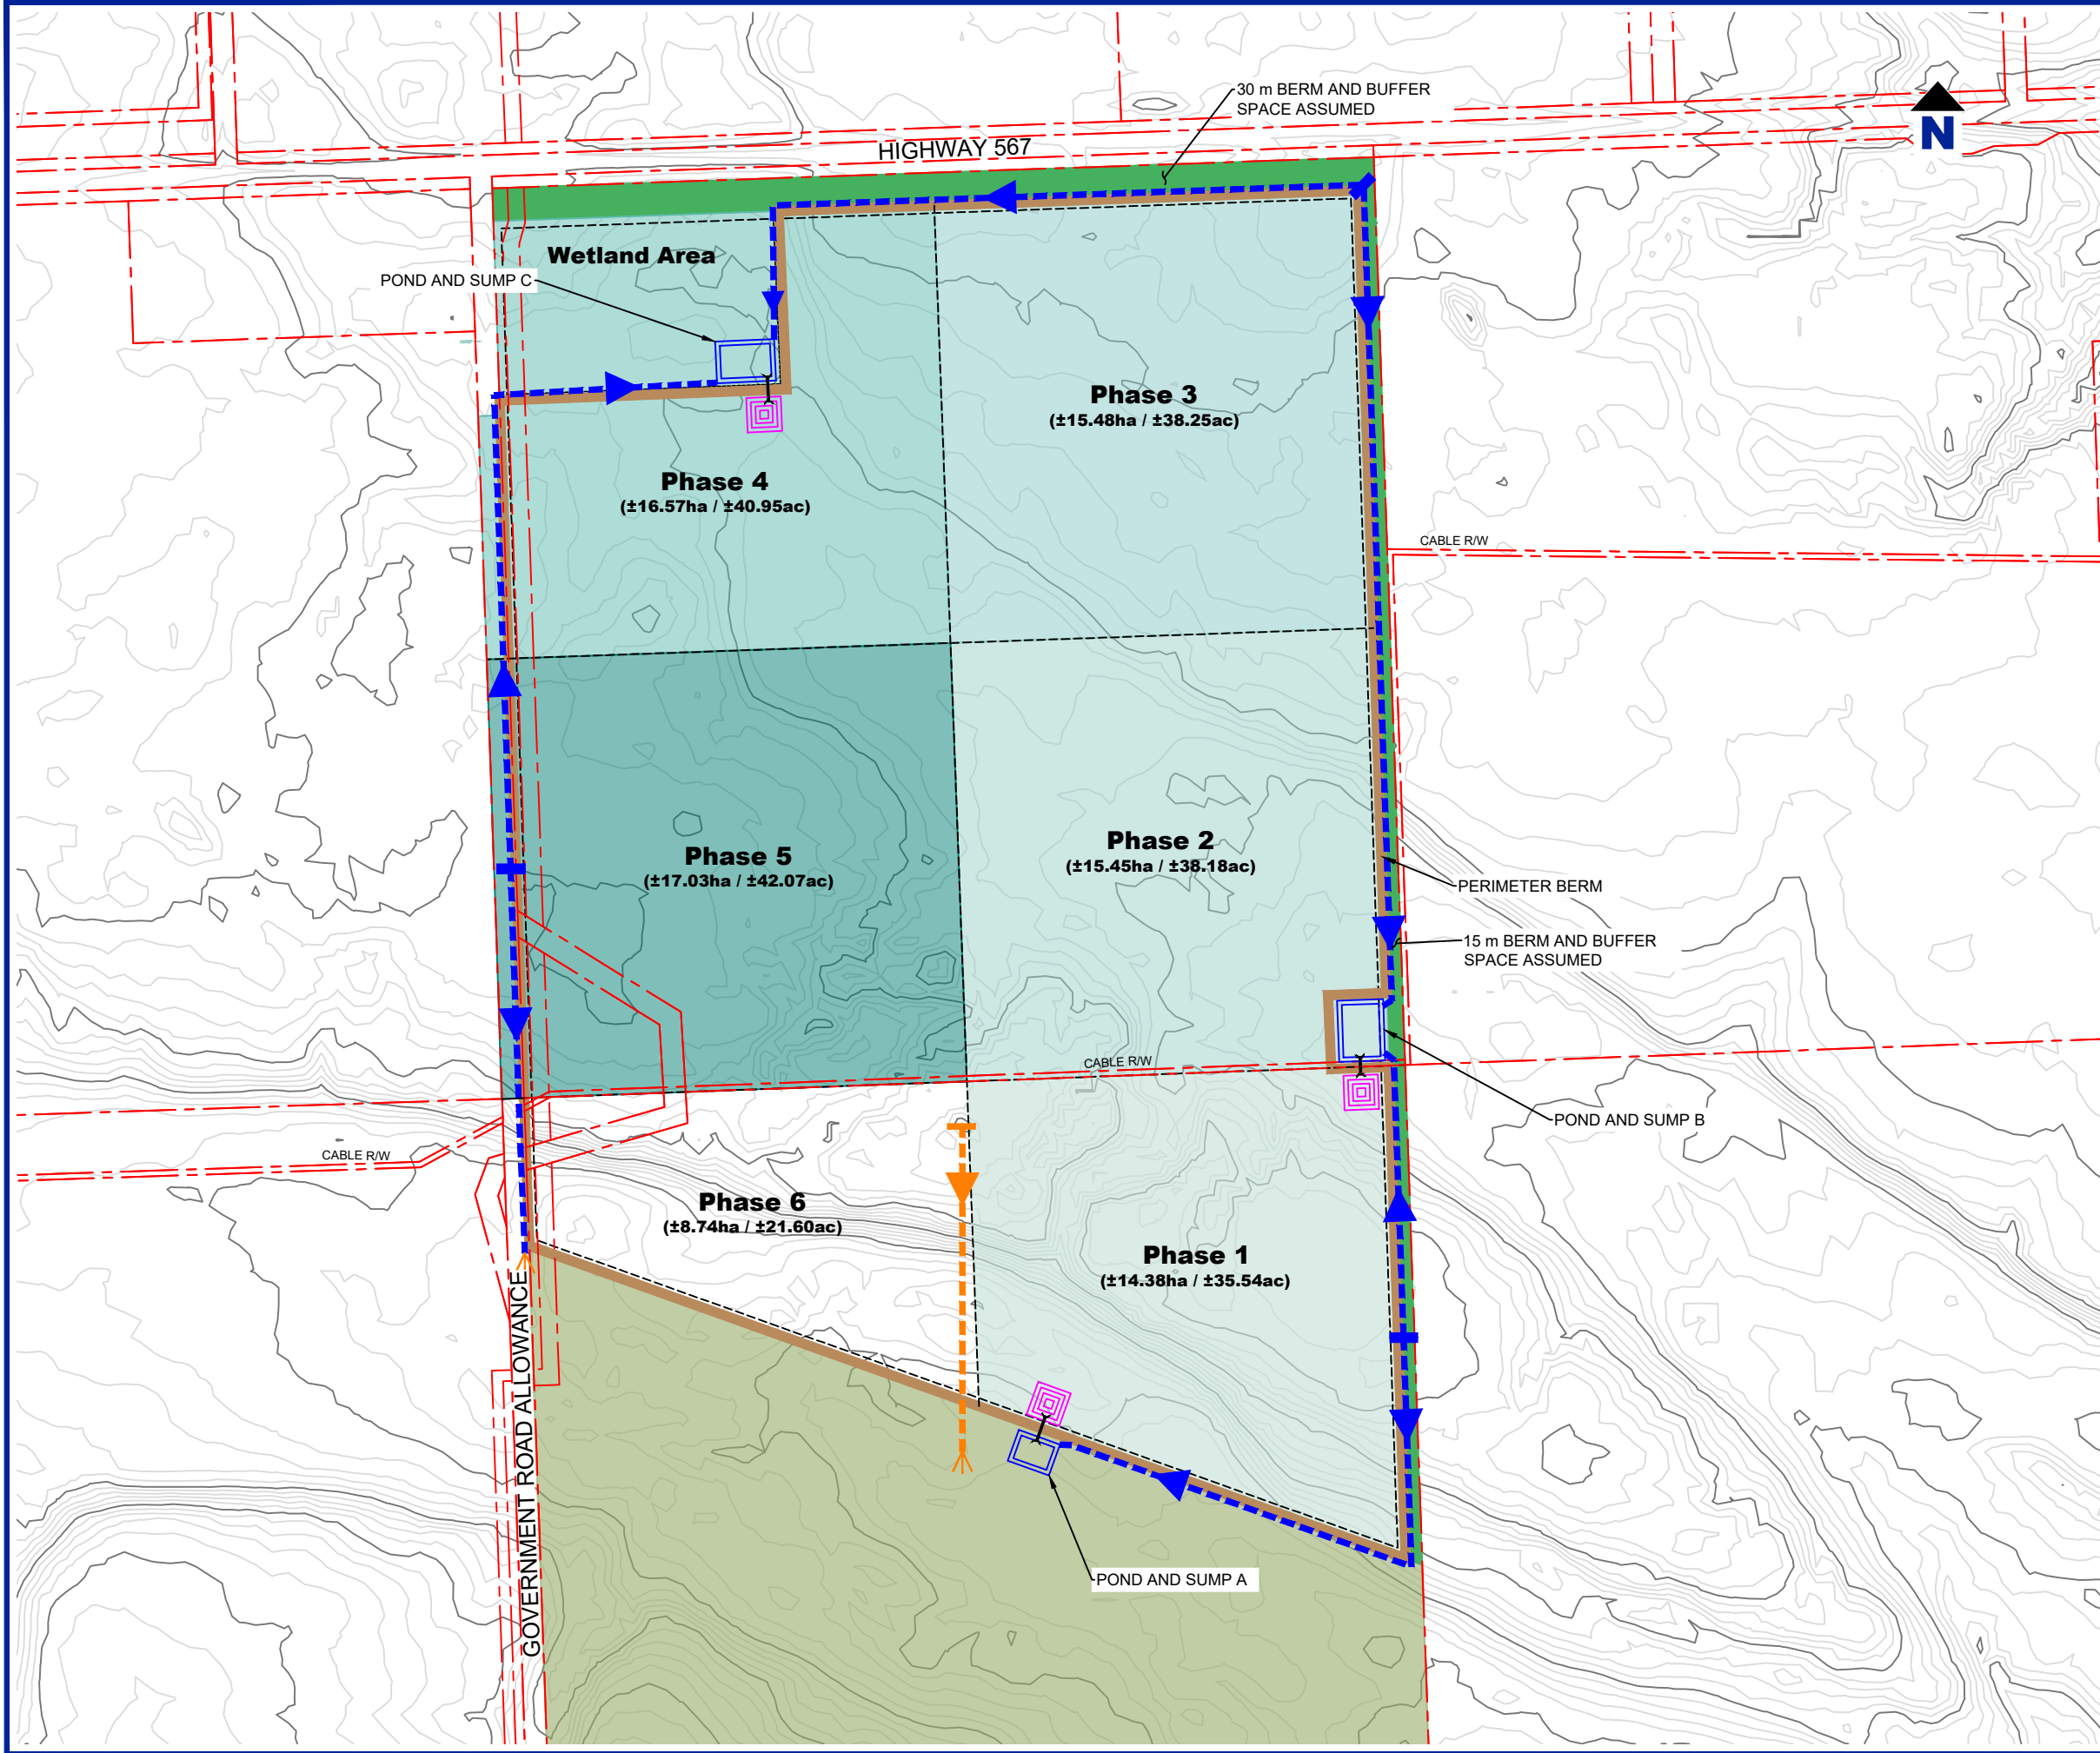 30 m BERM AND BUFFER
SPACE ASSUMED
N
HIGHWAY 567
Wetland Area
POND AND SUMP C
Phase 3
(±15.48ha / ±38.25ac)
Phase 4
(±16.57ha / ±40.95ac)
CABLE R/W
Phase 2
(±15.45ha / ±38.18ac)
Phase 5
(±17.03ha / ±42.07ac)
PERIMETER BERM
15 m BERM AND BUFFER
SPACE ASSUMED
CABLE R/W
POND AND SUMP B
CABLE R/W
Phase 6
(±8.74ha / ±21.60ac)
Phase 1
(±14.38ha / ±35.54ac)
GOVERNMENT ROAD ALLOWANCE
POND AND SUMP A